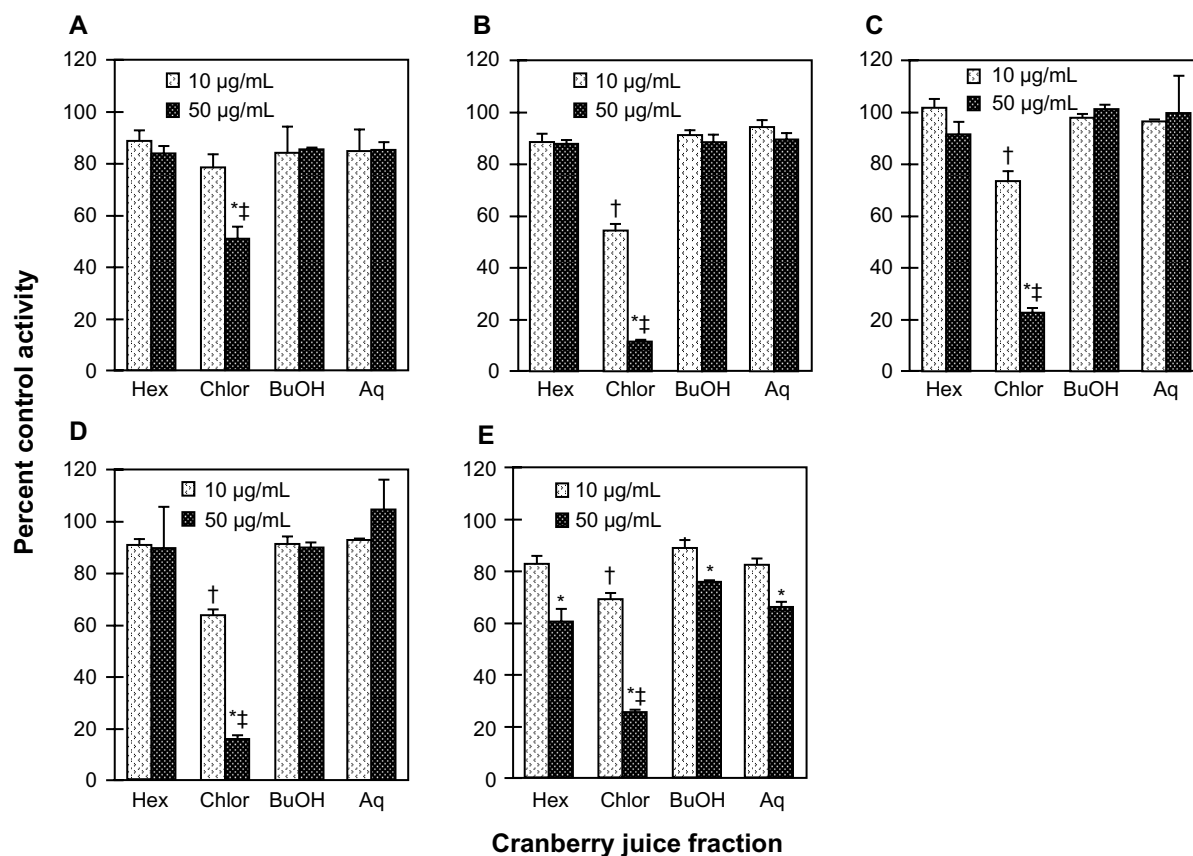 Percent control activity
A
120
100
80
60
40
20
0
10 µg/mL
50 µg/mL
*‡
Hex Chlor BuOH Aq
B
120
100
80
60
40
20
0
10 µg/mL
50 µg/mL
†
*‡
Hex Chlor BuOH Aq
C
120
100
80
60
40
20
0
10 µg/mL
50 µg/mL
†
*‡
Hex Chlor BuOH Aq
D
120
100
80
60
40
20
0
10 µg/mL
50 µg/mL
†
*‡
Hex Chlor BuOH Aq
E
120
100
80
60
40
20
0
10 µg/mL
50 µg/mL
* † *‡ * *
Hex Chlor BuOH Aq
Cranberry juice fraction